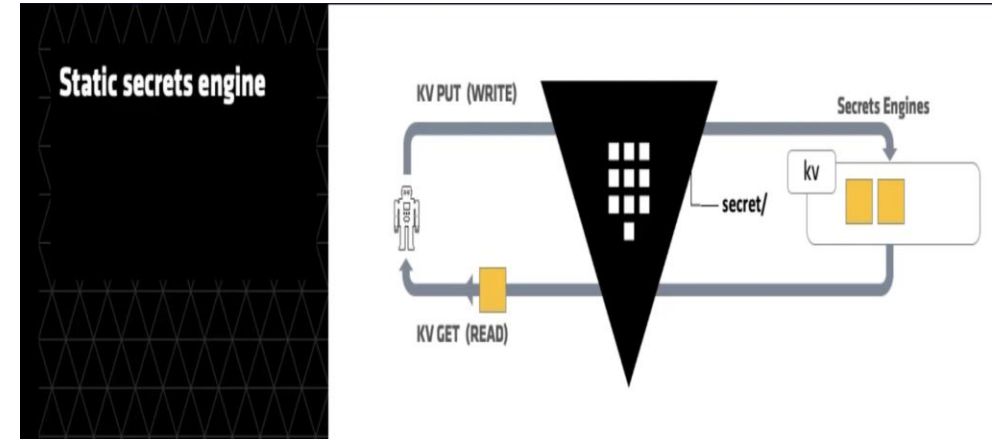 Static secrets engine
KV PUT (WRITE)
Secrets Engines
kv
secret/
KV GET (READ)